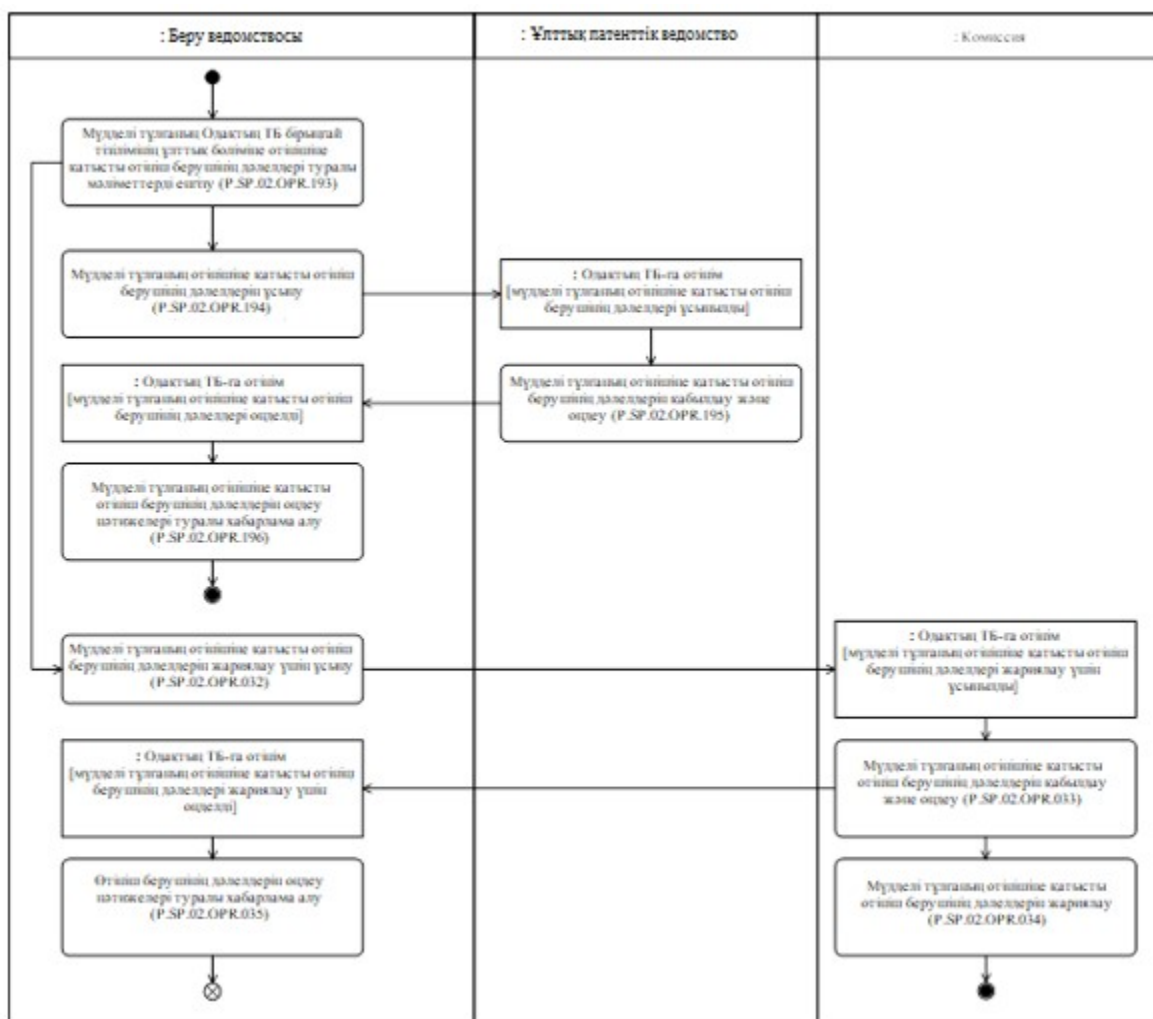 : Беру ведомствосы
: Ұлттық патенттік ведомство
: Комиссия
Мүдделі тұлғаның Одақтың ТБ бірыңғай
тізілімінің ұлттық бөліміне өтінішіне
қатысты өтініш берушінің дәлелдері туралы
мәліметтерді енгізу (P.SP.02.OPR.193)
Мүдделі тұлғаның өтінішіне қатысты өтініш
берушінің дәлелдерін ұсыну
(P.SP.02.OPR.194)
: Одақтың ТБ-ға өтінім
[мүдделі тұлғаның өтінішіне қатысты өтініш
берушінің дәлелдері ұсынылды]
: Одақтың ТБ-ға өтінім
[мүдделі тұлғаның өтінішіне қатысты өтініш
берушінің дәлелдері өңделді]
Мүдделі тұлғаның өтінішіне қатысты өтініш
берушінің дәлелдерін қабылдау және
өңдеу (P.SP.02.OPR.195)
Мүдделі тұлғаның өтінішіне қатысты
өтініш берушінің дәлелдерін өңдеу
нәтижелері туралы хабарлама алу
(P.SP.02.OPR.196)
Мүдделі тұлғаның өтінішіне қатысты өтініш
берушінің дәлелдерін жариялау үшін ұсыну
(P.SP.02.OPR.032)
: Одақтың ТБ-ға өтінім
[мүдделі тұлғаның өтінішіне қатысты өтініш
берушінің дәлелдері жариялау үшін
ұсынылды]
: Одақтың ТБ-ға өтінім
[мүдделі тұлғаның өтінішіне қатысты өтініш
берушінің дәлелдері жариялау үшін
өңделді]
Мүдделі тұлғаның өтінішіне қатысты
өтініш берушінің дәлелдерін қабылдау
және өңдеу (P.SP.02.OPR.033)
Өтініш берушінің дәлелдерін өңдеу
нәтижелері туралы хабарлама алу
(P.SP.02.OPR.035)
Мүдделі тұлғаның өтінішіне қатысты
өтініш берушінің дәлелдерін жариялау
(P.SP.02.OPR.034)